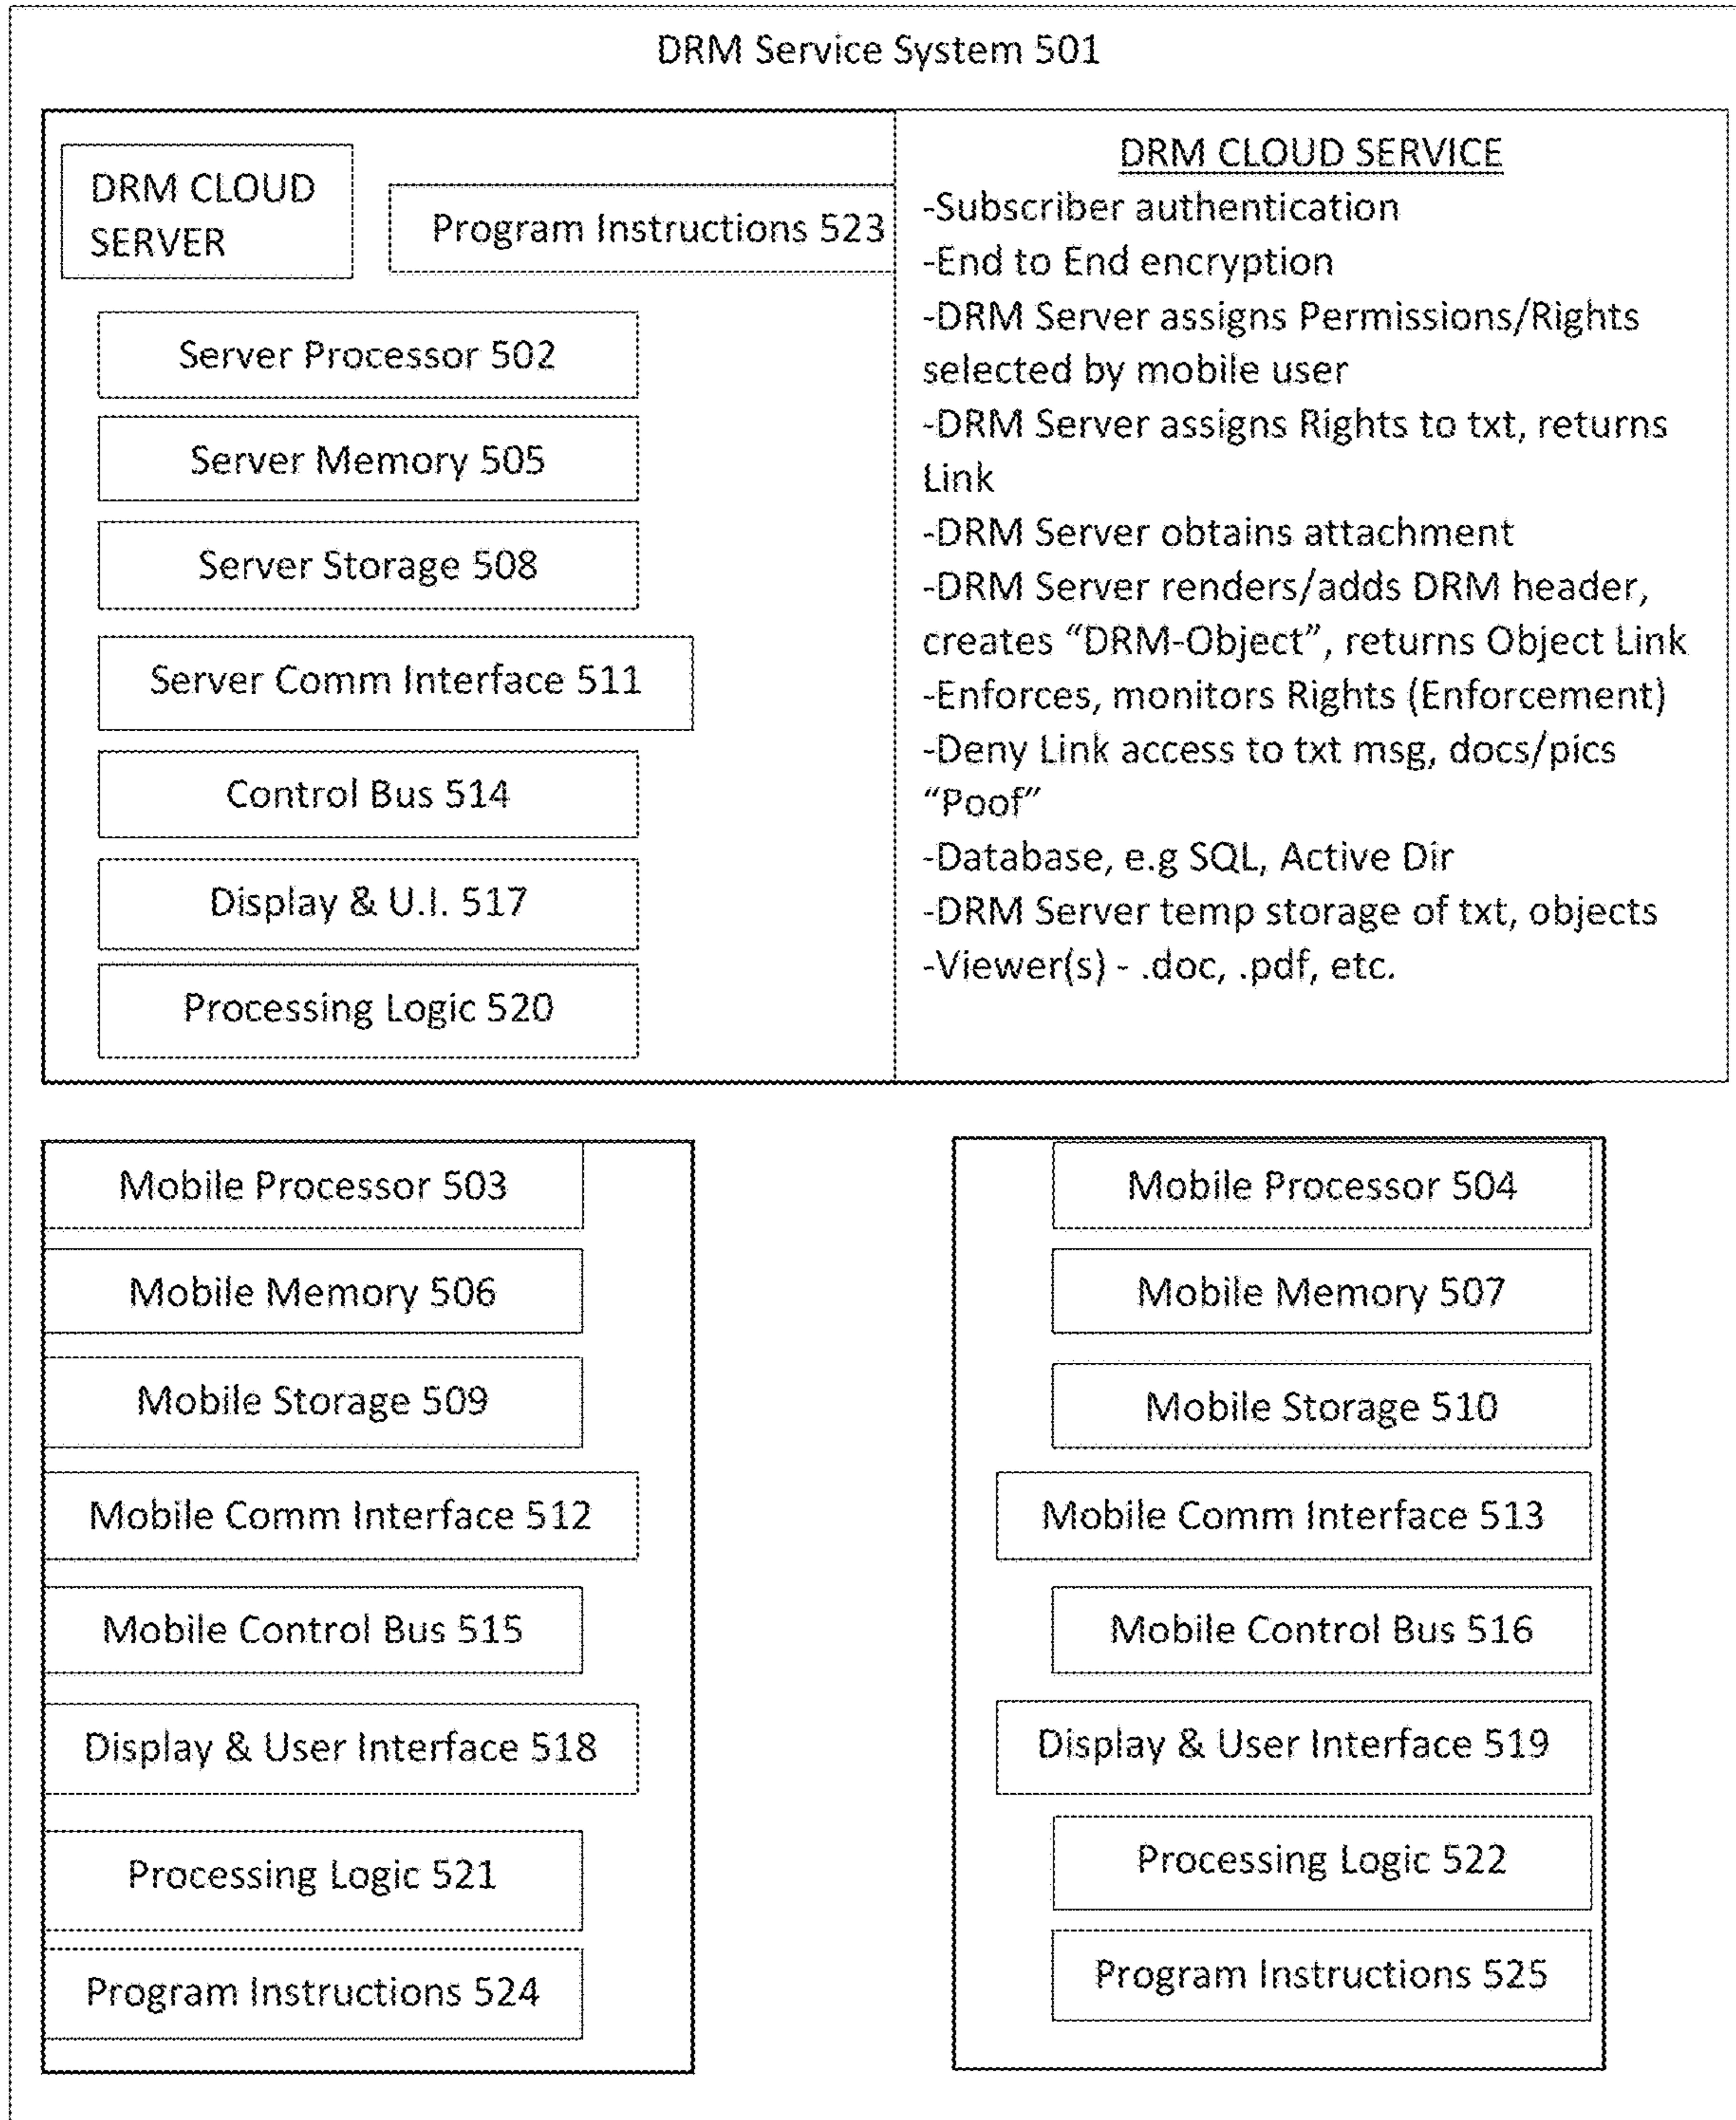 DRM Service System 501
DRM CLOUD
SERVER
Program Instructions 523
Server Processor 502
Server Memory 505
Server Storage 508
Server Comm Interface 511
Control Bus 514
Display & U.I. 517
Processing Logic 520
DRM CLOUD SERVICE
-Subscriber authentication
-End to End encryption
-DRM Server assigns Permissions/Rights
selected by mobile user
-DRM Server assigns Rights to txt, returns
Link
-DRM Server obtains attachment
-DRM Server renders/adds DRM header,
creates “DRM-Object”, returns Object Link
-Enforces, monitors Rights (Enforcement)
-Deny Link access to txt msg, docs/pics
“Poof”
-Database, e.g SQL, Active Dir
-DRM Server temp storage of txt, objects
-Viewer(s) - .doc, .pdf, etc.
Mobile Processor 503
Mobile Memory 506
Mobile Storage 509
Mobile Comm Interface 512
Mobile Control Bus 515
Display & User Interface 518
Processing Logic 521
Program Instructions 524
Mobile Processor 504
Mobile Memory 507
Mobile Storage 510
Mobile Comm Interface 513
Mobile Control Bus 516
Display & User Interface 519
Processing Logic 522
Program Instructions 525